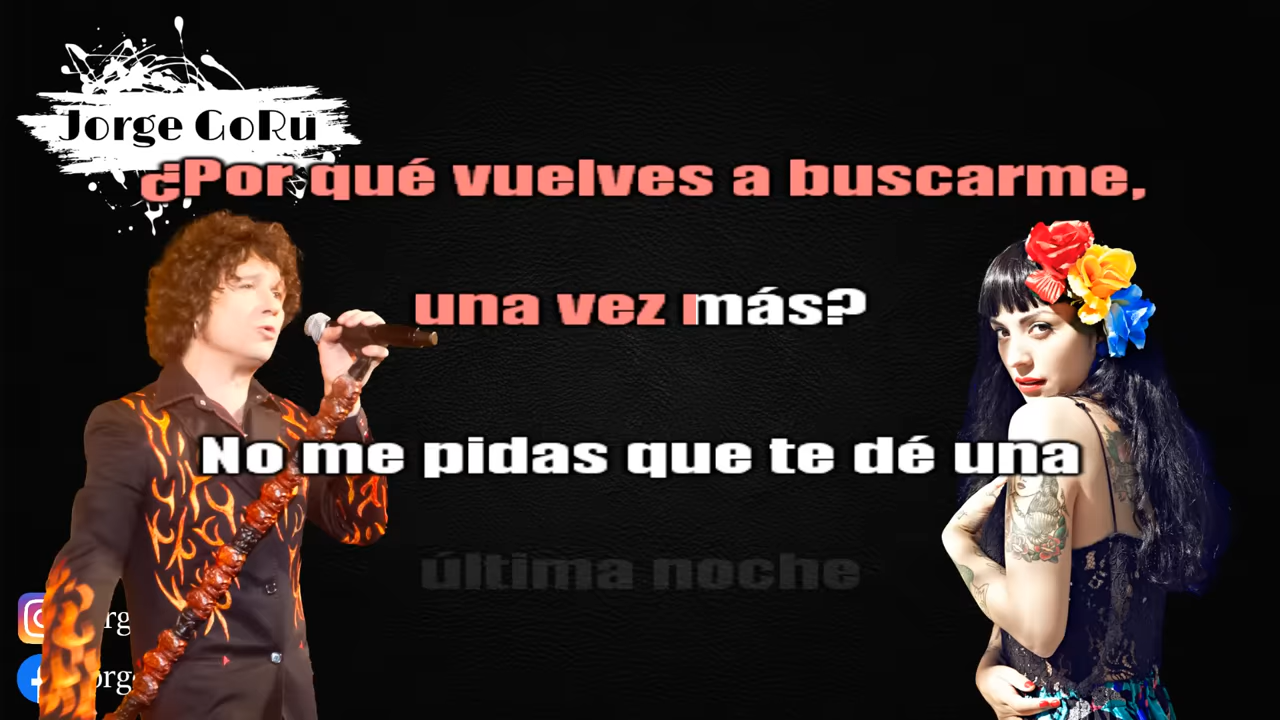 Jorge GoRu
¿Por qué vuelves a buscarme,
una vez más?
No me pidas que te dé una
última noche